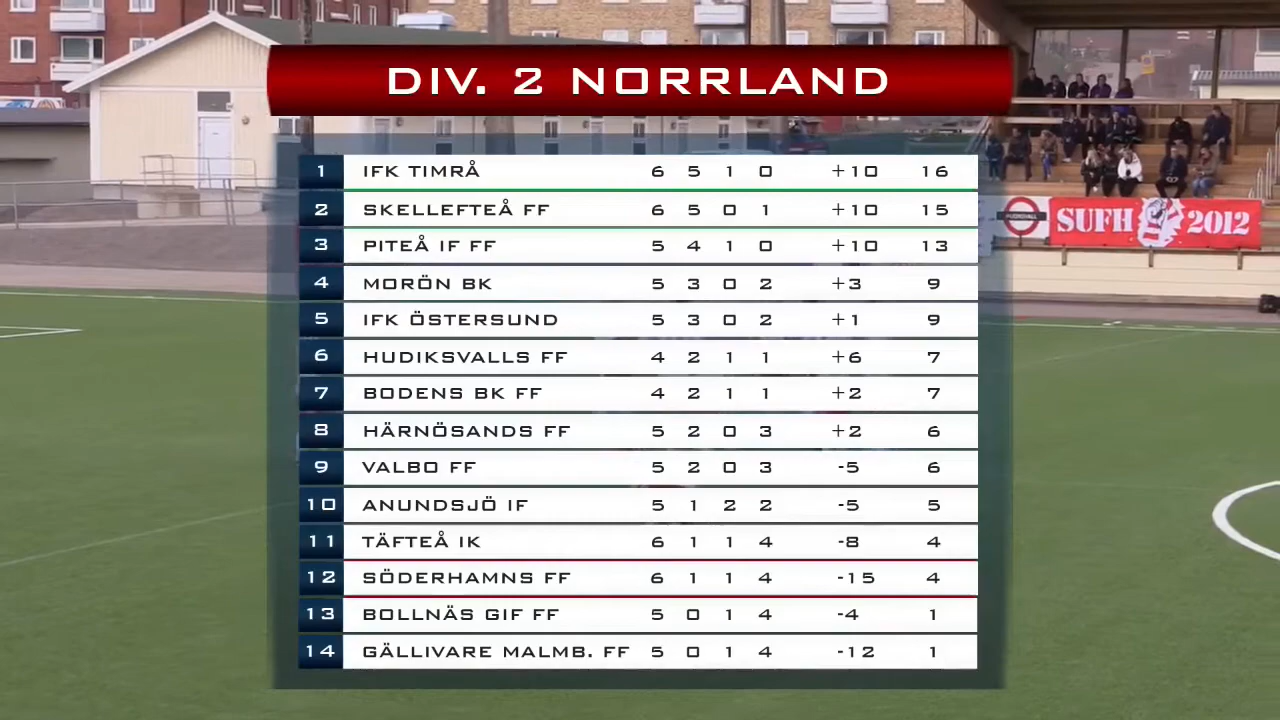 DIV. 2 NORRLAND
1 IFK TIMRÅ 6 5 1 0 +10 16
2 SKELLEFTEÅ FF 6 5 0 1 +10 15
3 PITEÅ IF FF 5 4 1 0 +10 13
4 MORÖN BK 5 3 0 2 +3 9
5 IFK ÖSTERSUND 5 3 0 2 +1 9
6 HUDIKSVALLS FF 4 2 1 1 +6 7
7 BODENS BK FF 4 2 1 1 +2 7
8 HÄRNÖSANDS FF 5 2 0 3 +2 6
9 VALBO FF 5 2 0 3 -5 6
10 ANUNDSJÖ IF 5 1 2 2 -5 5
11 TÄFTEÅ IK 6 1 1 4 -8 4
12 SÖDERHAMNS FF 6 1 1 4 -15 4
13 BOLLNÄS GIF FF 5 0 1 4 -4 1
14 GÄLLIVARE MALMB. FF 5 0 1 4 -12 1
SUFH 2012